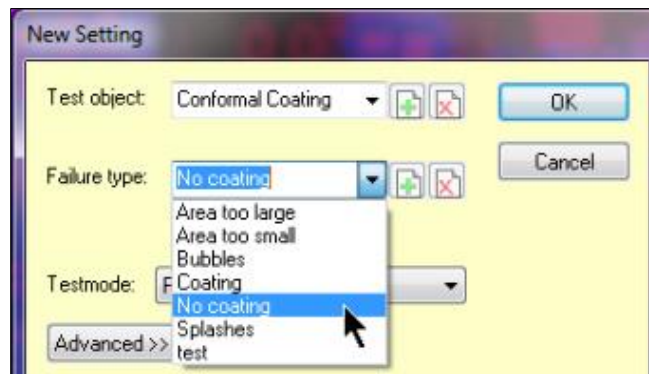 New Setting
Test object: Conformal Coating
OK
Failure type: No coating
Cancel
Area too large
Area too small
Bubbles
Testmode:
Coating
No coating
Splashes
Advanced >>
test